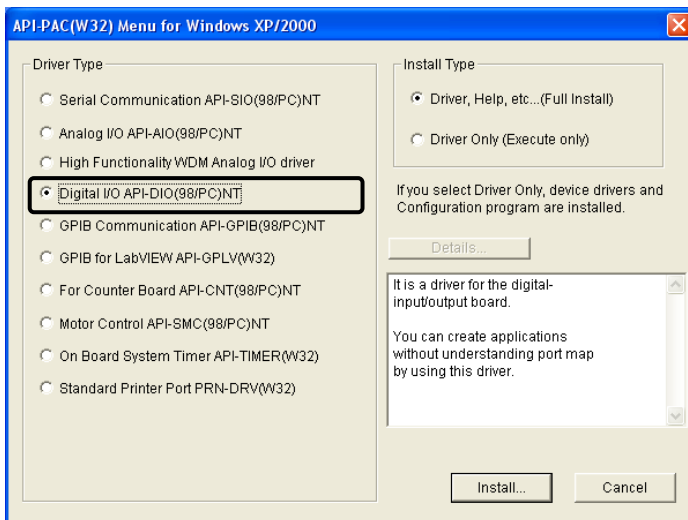 API-PAC(W32) Menu for Windows XP/2000
Driver Type
Serial Communication API-SIO(98/PC)NT
Analog I/O API-AIO(98/PC)NT
High Functionality WDM Analog I/O driver
Digital I/O API-DIO(98/PC)NT
GPIB Communication API-GPIB(98/PC)NT
GPIB for LabVIEW API-GPLV(W32)
For Counter Board API-CNT(98/PC)NT
Motor Control API-SMC(98/PC)NT
On Board System Timer API-TIMER(W32)
Standard Printer Port PRN-DRV(W32)
Install Type
Driver, Help, etc...(Full Install)
Driver Only (Execute only)
If you select Driver Only, device drivers and
Configuration program are installed.
Details...
It is a driver for the digital-
input/output board.
You can create applications
without understanding port map
by using this driver.
Install...
Cancel